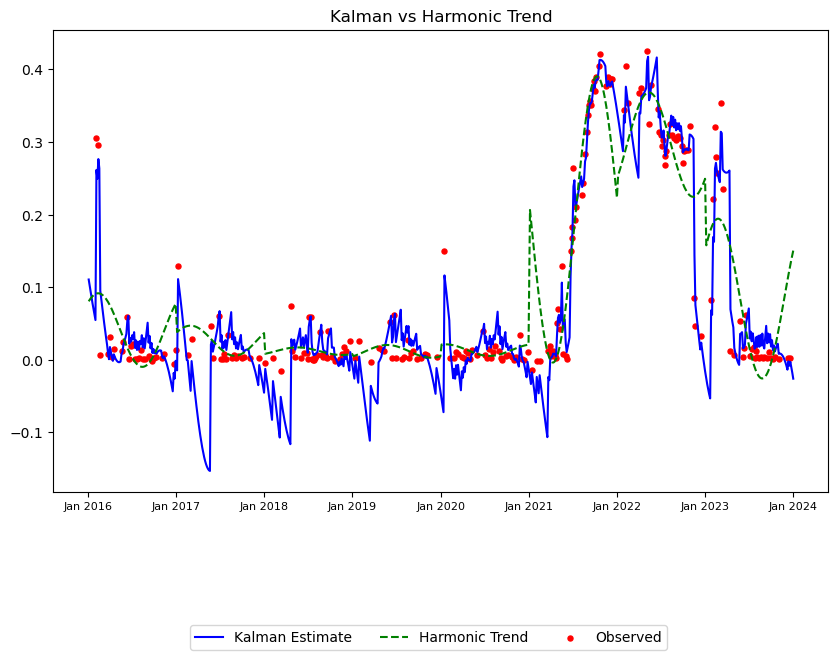 Kalman vs Harmonic Trend
0.4
0.3
0.2
0.1
0.0
−0.1
Jan 2016 Jan 2017 Jan 2018 Jan 2019 Jan 2020 Jan 2021 Jan 2022 Jan 2023 Jan 2024
Kalman Estimate Harmonic Trend Observed